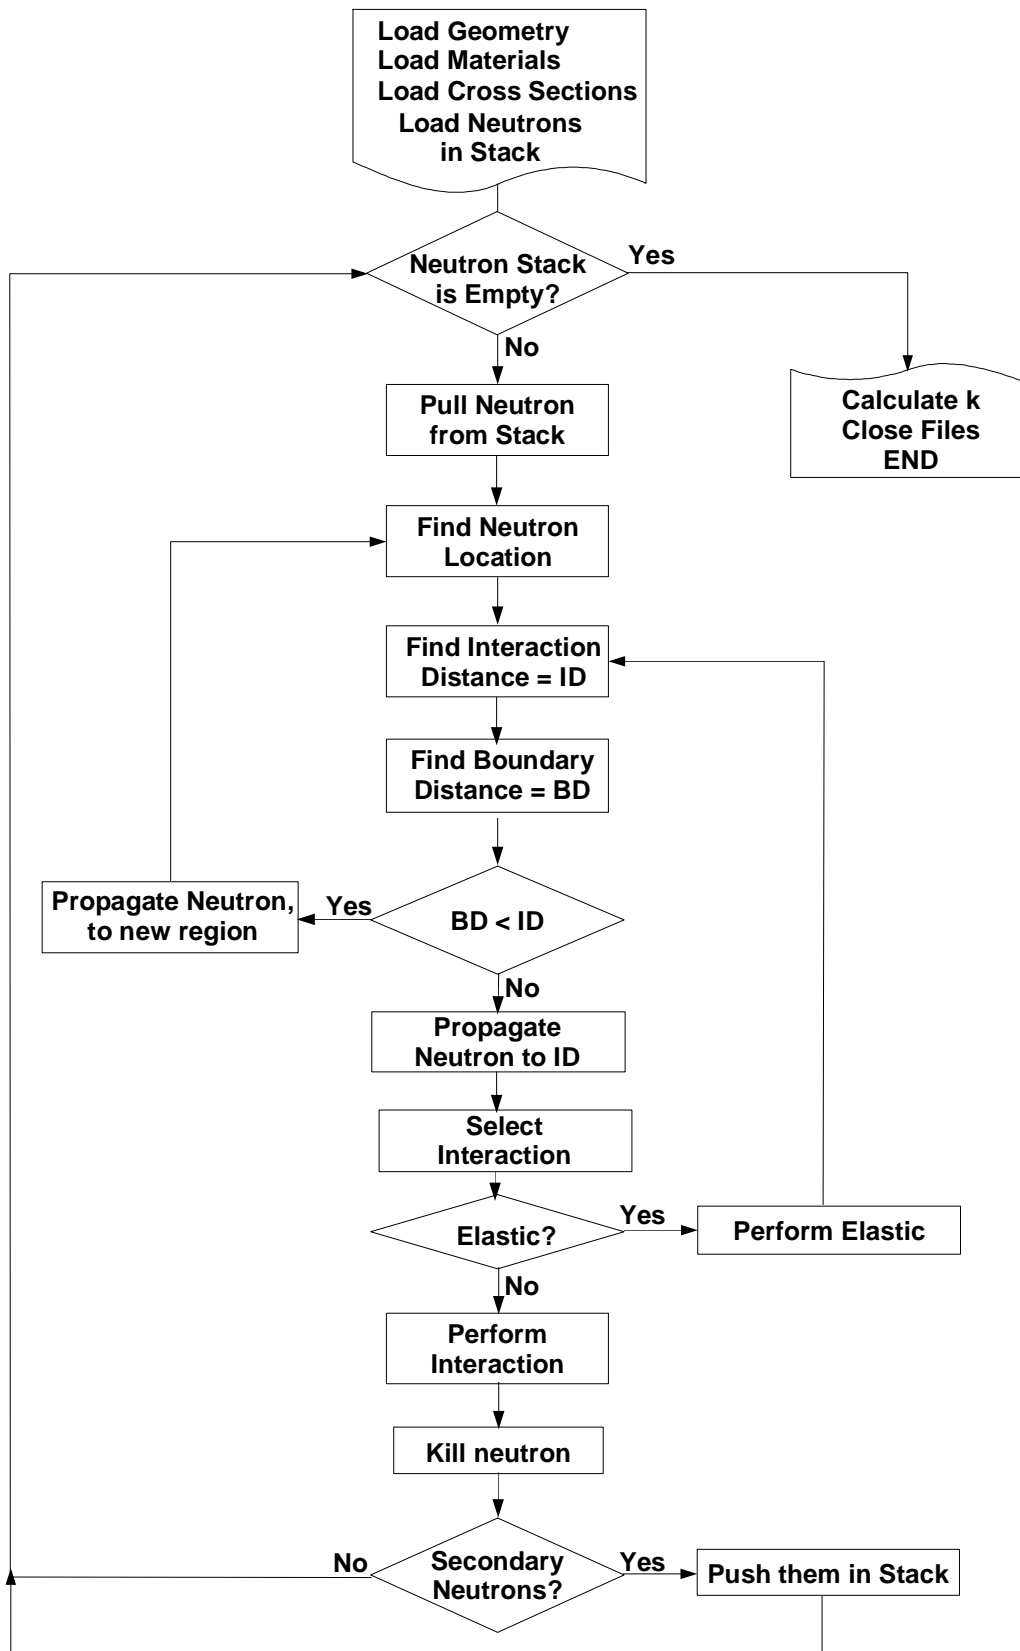 Load Geometry
Load Materials
Load Cross Sections
Load Neutrons
in Stack
Neutron Stack
is Empty?
Yes
No
Pull Neutron
from Stack
Calculate k
Close Files
END
Find Neutron
Location
Find Interaction
Distance = ID
Find Boundary
Distance = BD
BD < ID
Yes
Propagate Neutron,
to new region
No
Propagate
Neutron to ID
Select
Interaction
Elastic?
Yes
Perform Elastic
No
Perform
Interaction
Kill neutron
Secondary
Neutrons?
No
Yes
Push them in Stack